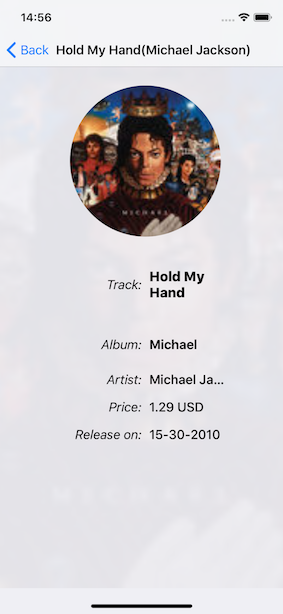 14:56
Back Hold My Hand(Michael Jackson)
MICHAEL
Track: Hold My
Hand
Album: Michael
Artist: Michael Ja...
Price: 1.29 USD
Release on: 15-30-2010